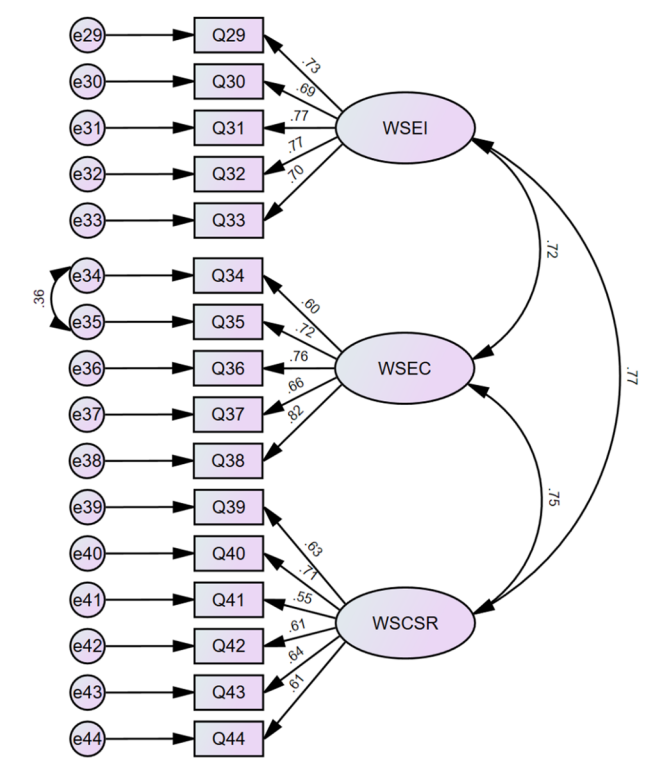 e29 Q29 .73
e30 Q30 .69
e31 Q31 .77 WSEI
e32 Q32 .77
e33 Q33 .70
.72
e34 Q34 .60
.36
e35 Q35 .72
e36 Q36 .76 WSEC .77
e37 Q37 .66
e38 Q38 .82
.75
e39 Q39 .63
e40 Q40 .71
e41 Q41 .55 WSCSR
e42 Q42 .61
e43 Q43 .64
e44 Q44 .61